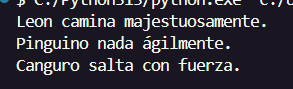 $ C:/Python313/python.exe "c:/U
Leon camina majestuosamente.
Pinguino nada ágilmente.
Canguro salta con fuerza.